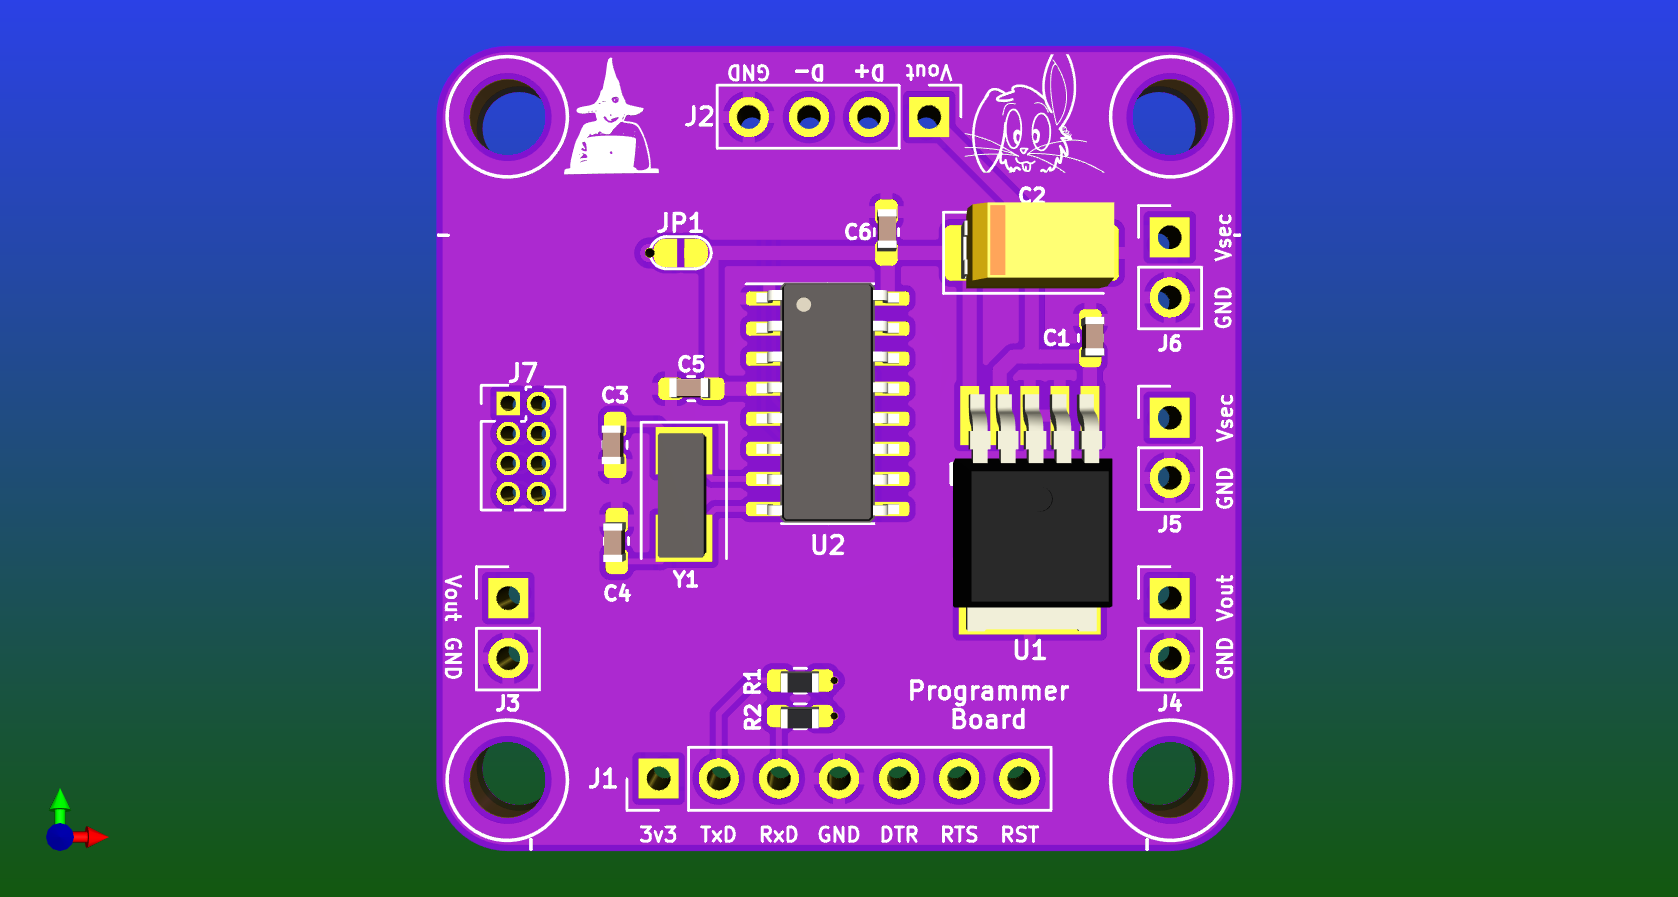 GND D- D+ Vout
J2
C2
JP1
C6
Vsec
GND
J6
C1
C5
J7
C3
Vsec
GND
J5
U2
Y1
C4
Vout
GND
J3
U1
Vout
GND
J4
R1
R2
Programmer
Board
J1
3v3 TxD RxD GND DTR RTS RST